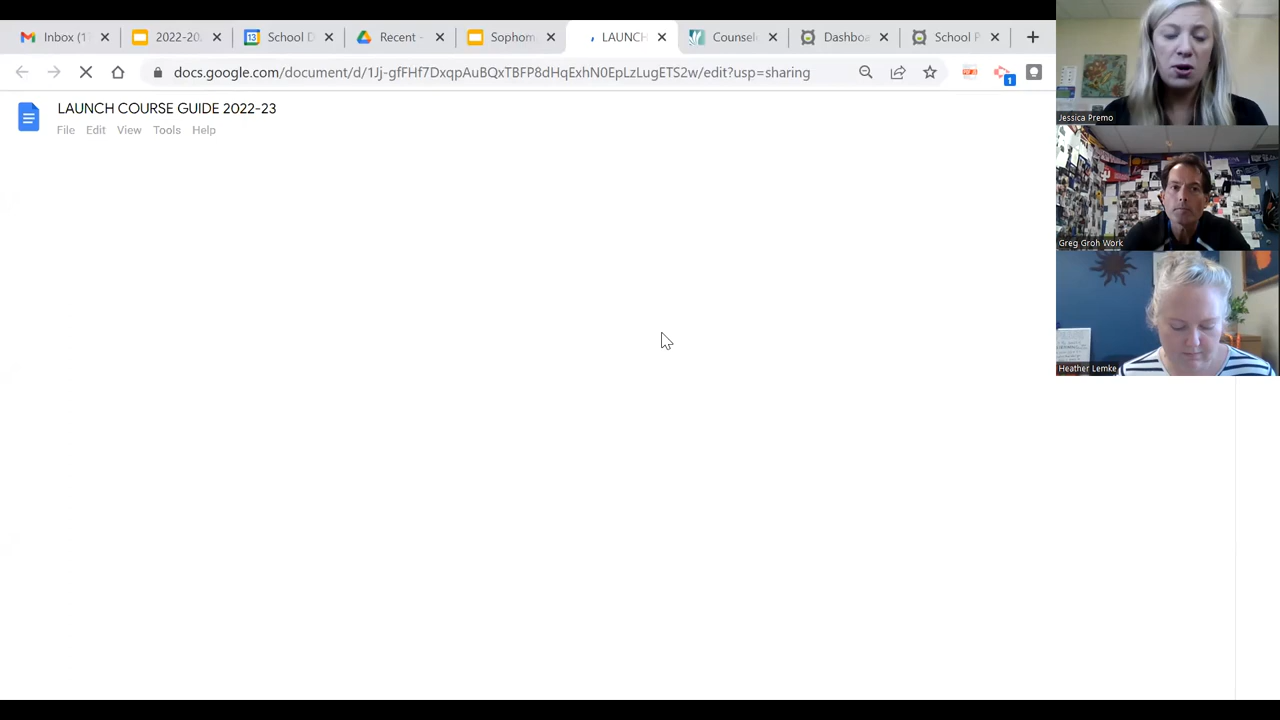 Inbox (1
2022-20
School D
Recent -
Sophom
LAUNCH
Counsel
Dashboa
School P
docs.google.com/document/d/1Jj-gfFHf7DxqpAuBQxTBFP8dHqExhN0EpLzLugETS2w/edit?usp=sharing
1
LAUNCH COURSE GUIDE 2022-23
File Edit View Tools Help
Jessica Premo
Greg Groh Work
Heather Lemke